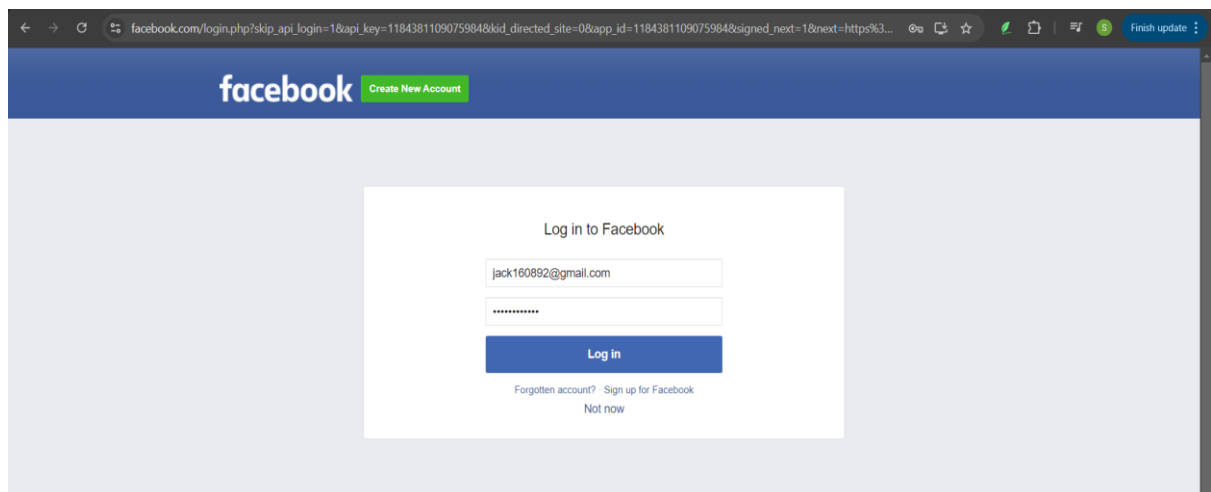 facebook.com/login.php?skip_api_login=1&api_key=1184381109075984&kid_directed_site=0&app_id=1184381109075984&signed_next=1&next=https%3...
S
Finish update
facebook
Create New Account
Log in to Facebook
jack160892@gmail.com
••••••••••••
Log in
Forgotten account? · Sign up for Facebook
Not now